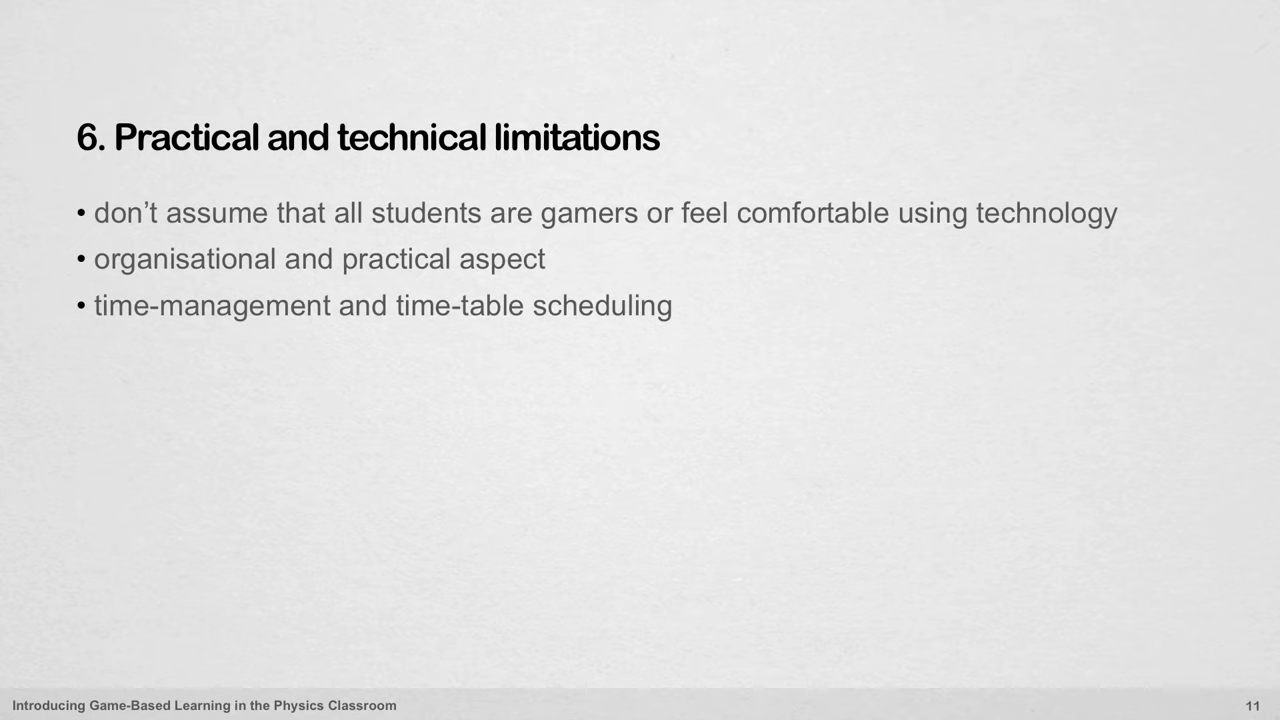 6. Practical and technical limitations
• don’t assume that all students are gamers or feel comfortable using technology
• organisational and practical aspect
• time-management and time-table scheduling
Introducing Game-Based Learning in the Physics Classroom
11